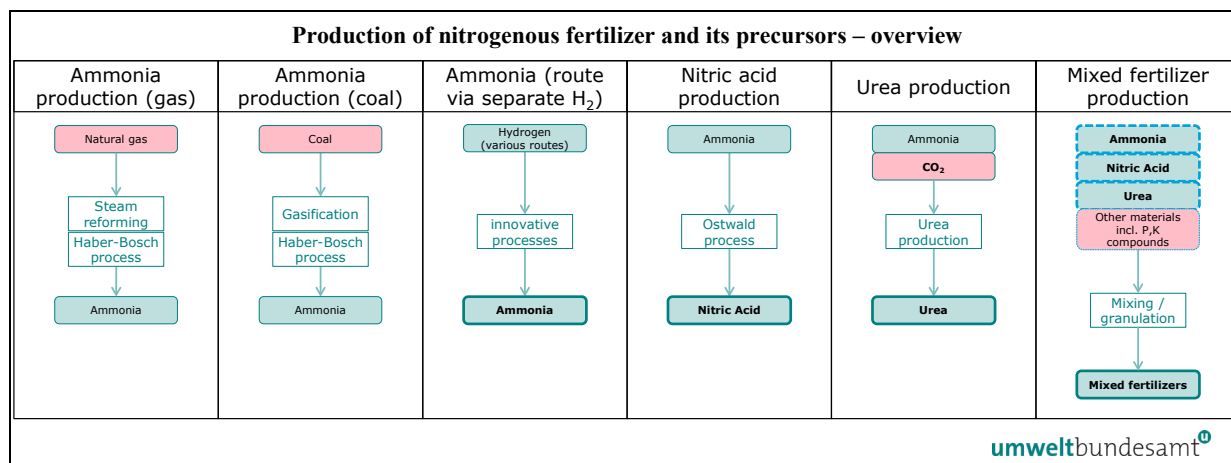 Production of nitrogenous fertilizer and its precursors – overview
Ammonia
production (gas)
Natural gas
Steam
reforming
Haber-Bosch
process
Ammonia
Ammonia
production (coal)
Coal
Gasification
Haber-Bosch
process
Ammonia
Ammonia (route
via separate H₂)
Hydrogen
(various routes)
innovative
processes
Ammonia
Nitric acid
production
Ammonia
Ostwald
process
Nitric Acid
Urea production
Ammonia
CO₂
Urea
production
Urea
Mixed fertilizer
production
Ammonia
Nitric Acid
Urea
Other materials
incl. P,K
compounds
Mixing /
granulation
Mixed fertilizers
umweltbundesamt
u